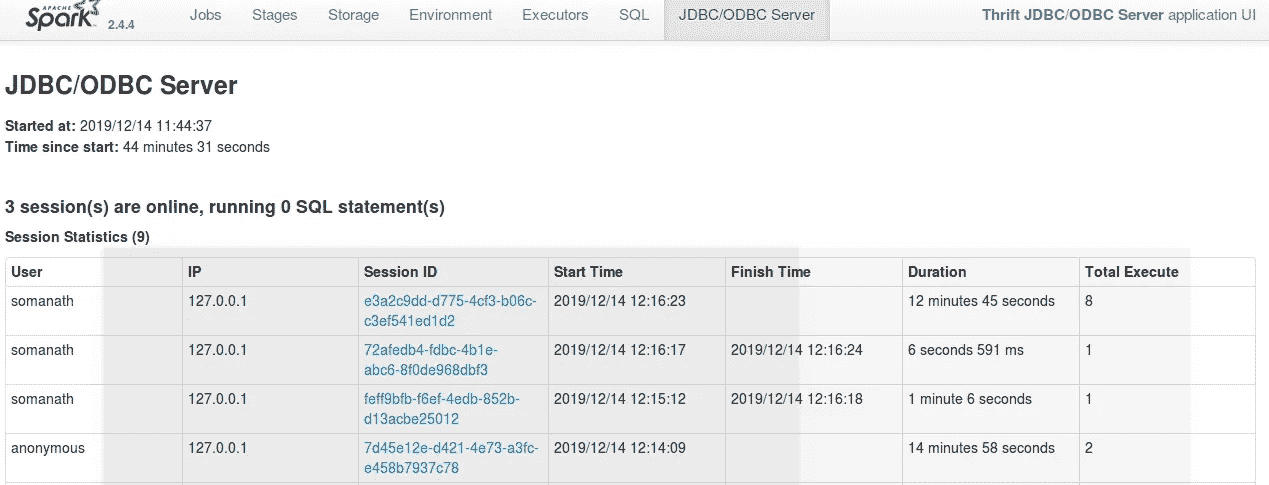 APACHE
Spark 2.4.4 Jobs Stages Storage Environment Executors SQL JDBC/ODBC Server Thrift JDBC/ODBC Server application UI
JDBC/ODBC Server
Started at: 2019/12/14 11:44:37
Time since start: 44 minutes 31 seconds
3 session(s) are online, running 0 SQL statement(s)
Session Statistics (9)
User IP Session ID Start Time Finish Time Duration Total Execute
somanath 127.0.0.1 e3a2c9dd-d775-4cf3-b06c- 2019/12/14 12:16:23 12 minutes 45 seconds 8
c3ef541ed1d2
somanath 127.0.0.1 72afedb4-fdbc-4b1e- 2019/12/14 12:16:17 2019/12/14 12:16:24 6 seconds 591 ms 1
abc6-8f0de968dbf3
somanath 127.0.0.1 feff9bfb-f6ef-4edb-852b- 2019/12/14 12:15:12 2019/12/14 12:16:18 1 minute 6 seconds 1
d13acbe25012
anonymous 127.0.0.1 7d45e12e-d421-4e73-a3fc- 2019/12/14 12:14:09 14 minutes 58 seconds 2
e458b7937c78